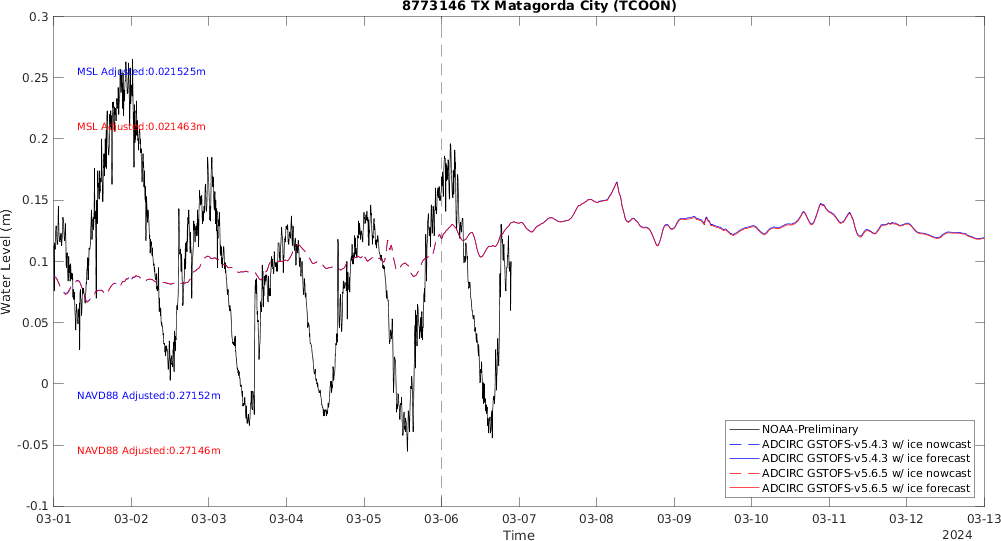 8773146 TX Matagorda City (TCOON)
0.3
0.25
0.2
0.15
0.1
0.05
0
-0.05
-0.1
Water Level (m)
MSL Adjusted:0.021525m
MSL Adjusted:0.021463m
NAVD88 Adjusted:0.27152m
NAVD88 Adjusted:0.27146m
NOAA-Preliminary
ADCIRC GSTOFS-v5.4.3 w/ ice nowcast
ADCIRC GSTOFS-v5.4.3 w/ ice forecast
ADCIRC GSTOFS-v5.6.5 w/ ice nowcast
ADCIRC GSTOFS-v5.6.5 w/ ice forecast
03-01 03-02 03-03 03-04 03-05 03-06 03-07 03-08 03-09 03-10 03-11 03-12 03-13
Time
2024